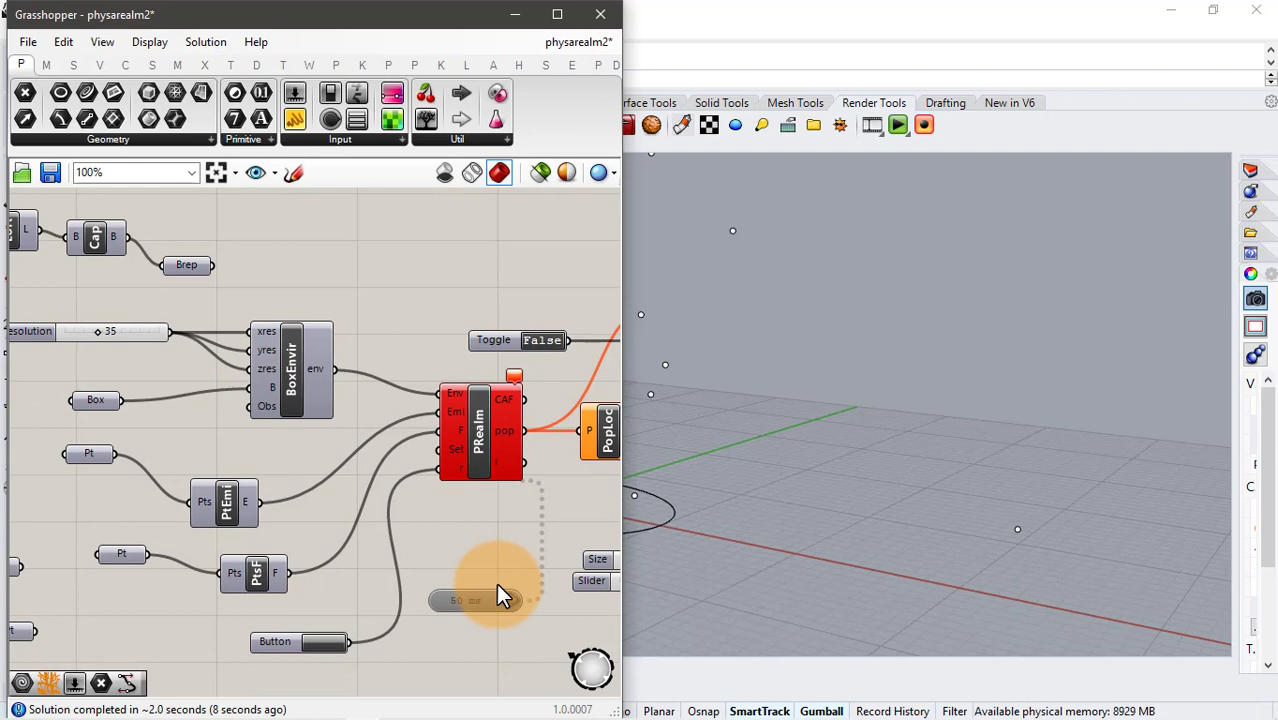 Grasshopper - physarealm2*
File Edit View Display Solution Help physarealm2*
P M S V C S M X T D T W P K P P K L A H S E P D
Geometry Primitive Input Util
100%
Surface Tools Solid Tools Mesh Tools Render Tools Drafting New in V6
L B Cap B
Brep
esolution 35
xres
yres
zres
B
Obs
BoxEnvir
env
Box
Toggle False
Env
Emi
F
Set
r
PRealm
CAF
pop
P PopLoc
Pt
Pts PtEmi E
Pt
Pts PtsF F
Size
Slider
50 ms
Button
Solution completed in ~2.0 seconds (8 seconds ago) 1.0.0007
Planar Osnap SmartTrack Gumball Record History Filter Available physical memory: 8929 MB